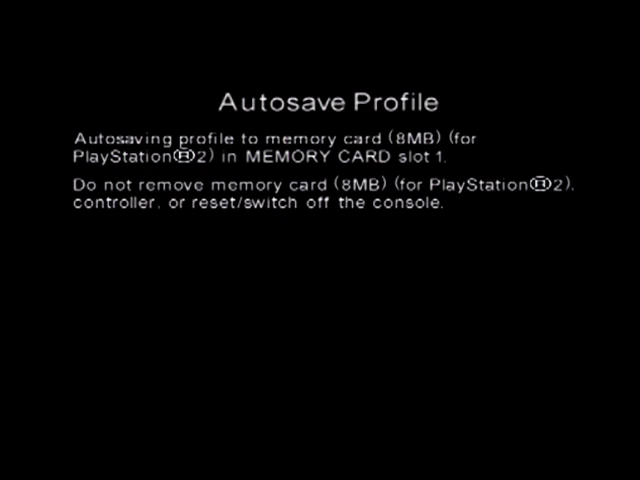 Autosave Profile
Autosaving profile to memory card (8MB) (for
PlayStation®2) in MEMORY CARD slot 1.
Do not remove memory card (8MB) (for PlayStation®2),
controller, or reset/switch off the console.